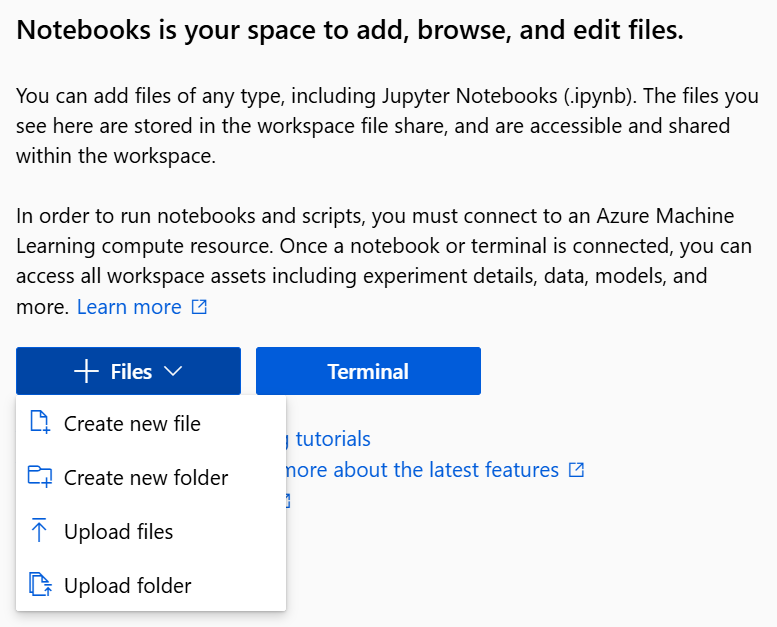 Notebooks is your space to add, browse, and edit files.
You can add files of any type, including Jupyter Notebooks (.ipynb). The files you
see here are stored in the workspace file share, and are accessible and shared
within the workspace.
In order to run notebooks and scripts, you must connect to an Azure Machine
Learning compute resource. Once a notebook or terminal is connected, you can
access all workspace assets including experiment details, data, models, and
more. Learn more
Files
Terminal
Create new file
tutorials
more about the latest features
Create new folder
Upload files
Upload folder